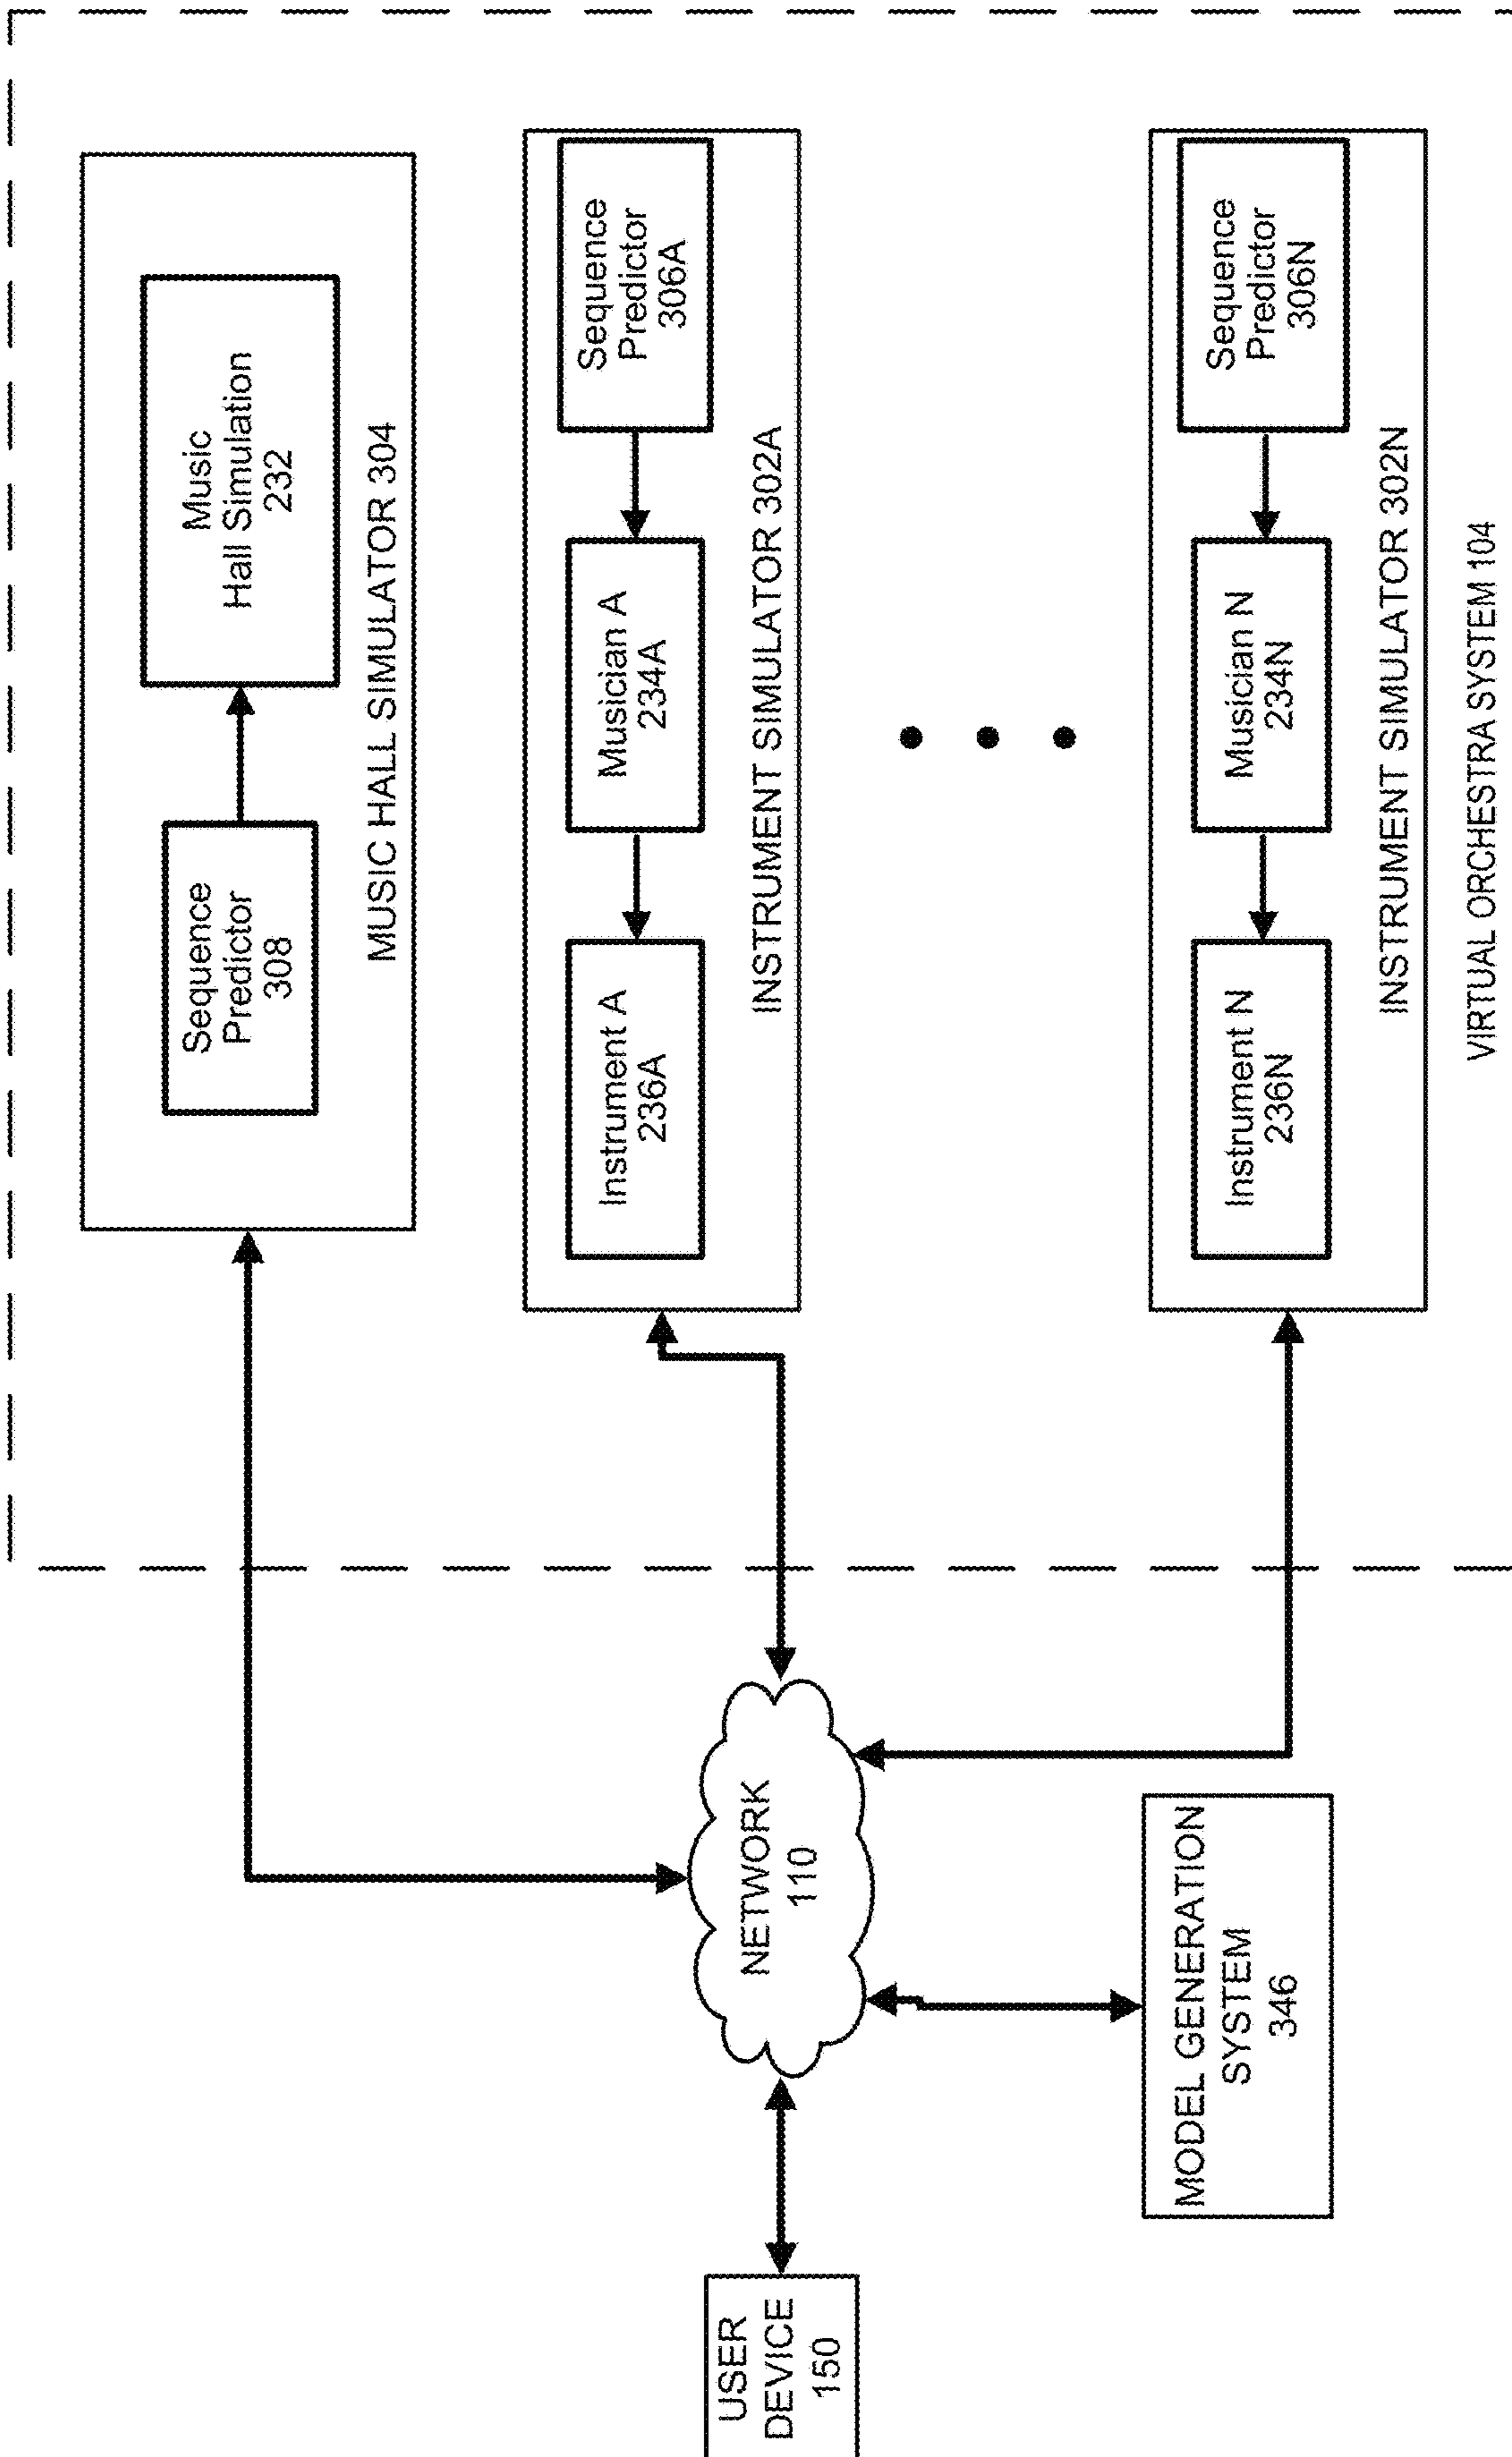 Sequence
Predictor
308
Music
Hall Simulation
232
MUSIC HALL SIMULATOR 304
Instrument A
236A
Musician A
234A
Sequence
Predictor
306A
INSTRUMENT SIMULATOR 302A
Instrument N
236N
Musician N
234N
Sequence
Predictor
306N
INSTRUMENT SIMULATOR 302N
VIRTUAL ORCHESTRA SYSTEM 104
USER
DEVICE
150
NETWORK
110
MODEL GENERATION
SYSTEM
346